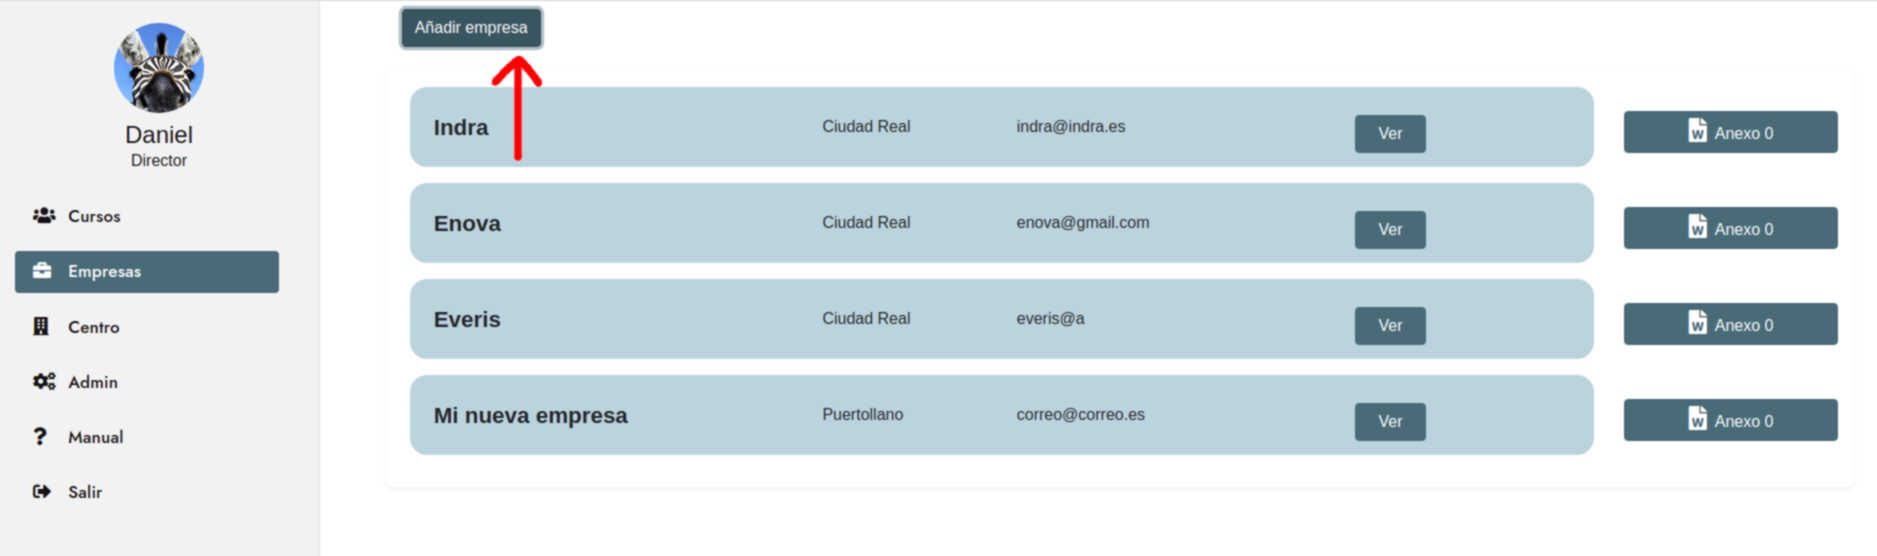 Daniel
Director
Cursos
Empresas
Centro
Admin
Manual
Salir
Añadir empresa
Indra Ciudad Real indra@indra.es Ver Anexo 0
Enova Ciudad Real enova@gmail.com Ver Anexo 0
Everis Ciudad Real everis@a Ver Anexo 0
Mi nueva empresa Puertollano correo@correo.es Ver Anexo 0